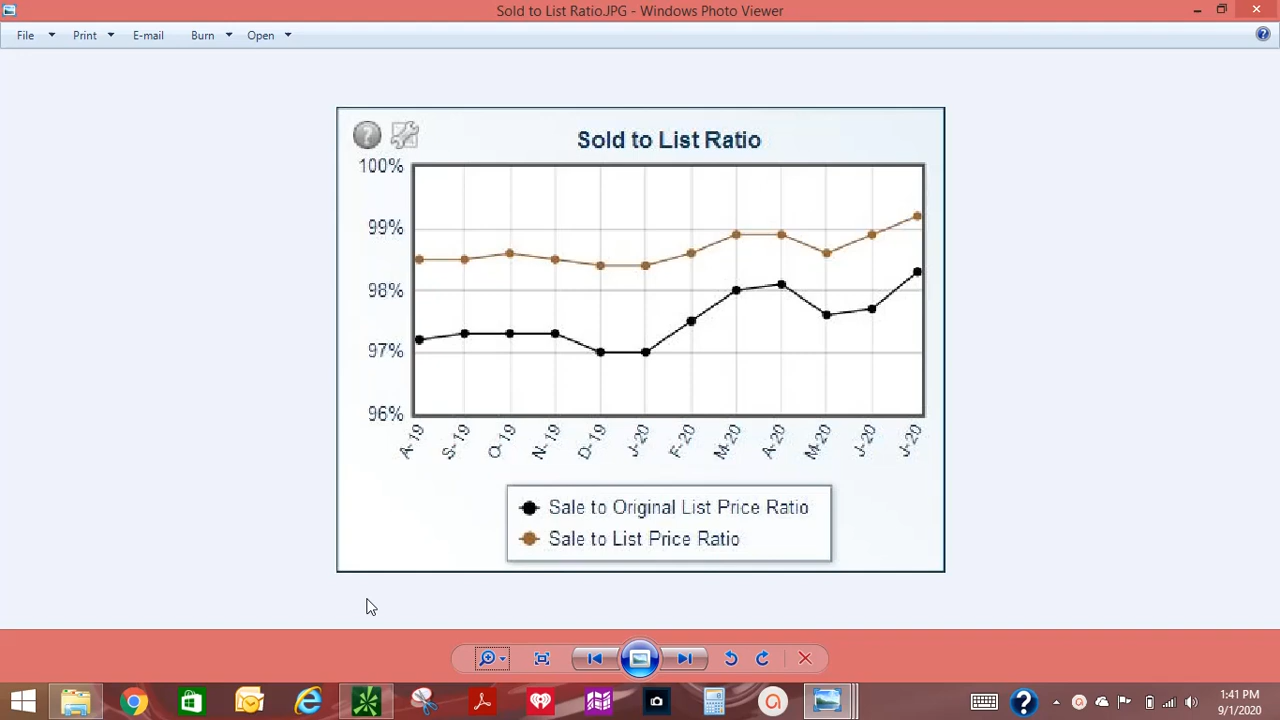 Sold to List Ratio.JPG - Windows Photo Viewer
File Print E-mail Burn Open
Sold to List Ratio
100%
99%
98%
97%
96%
A-19 S-19 O-19 N-19 D-19 J-20 F-20 M-20 A-20 M-20 J-20 J-20
Sale to Original List Price Ratio
Sale to List Price Ratio
1:41 PM
9/1/2020